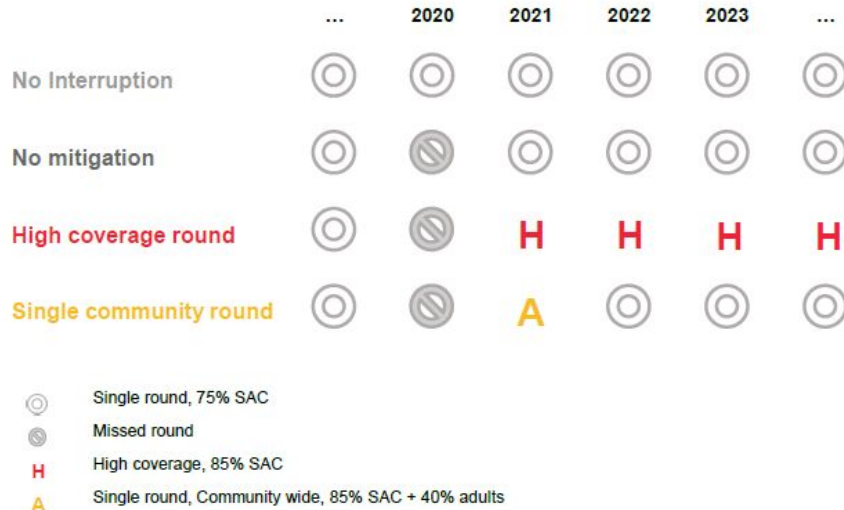 ... 2020 2021 2022 2023 ...
No Interruption
No mitigation
High coverage round H H H H
Single community round A
Single round, 75% SAC
Missed round
H High coverage, 85% SAC
A Single round, Community wide, 85% SAC + 40% adults